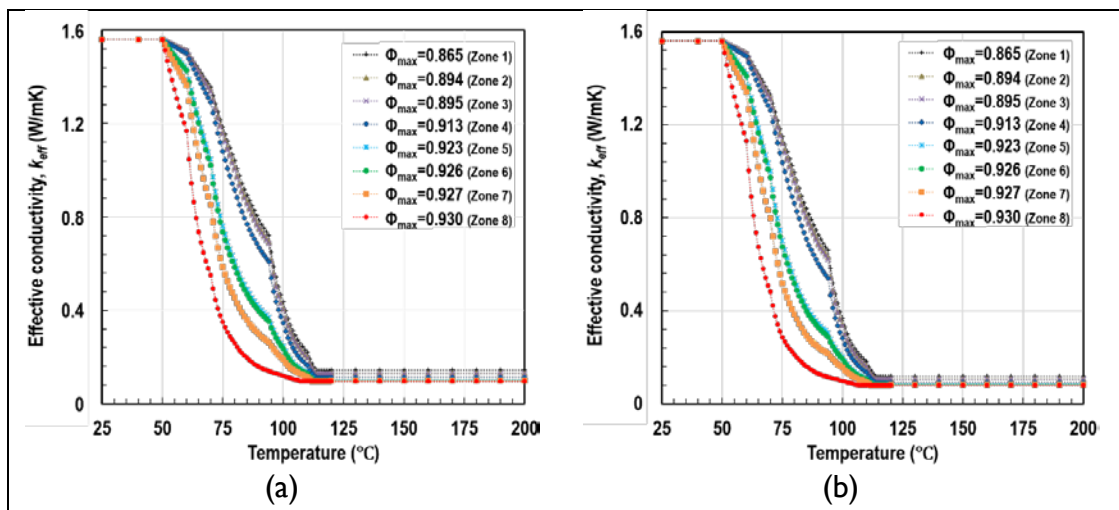 1.6
1.2
0.8
0.4
0
Effective conductivity, k_eff (W/mK)
Φmax=0.865 (Zone 1)
Φmax=0.894 (Zone 2)
Φmax=0.895 (Zone 3)
Φmax=0.913 (Zone 4)
Φmax=0.923 (Zone 5)
Φmax=0.926 (Zone 6)
Φmax=0.927 (Zone 7)
Φmax=0.930 (Zone 8)
25 50 75 100 125 150 175 200
Temperature (°C)
(a)
1.6
1.2
0.8
0.4
0
Effective conductivity, k_eff (W/mK)
Φmax=0.865 (Zone 1)
Φmax=0.894 (Zone 2)
Φmax=0.895 (Zone 3)
Φmax=0.913 (Zone 4)
Φmax=0.923 (Zone 5)
Φmax=0.926 (Zone 6)
Φmax=0.927 (Zone 7)
Φmax=0.930 (Zone 8)
25 50 75 100 125 150 175 200
Temperature (°C)
(b)